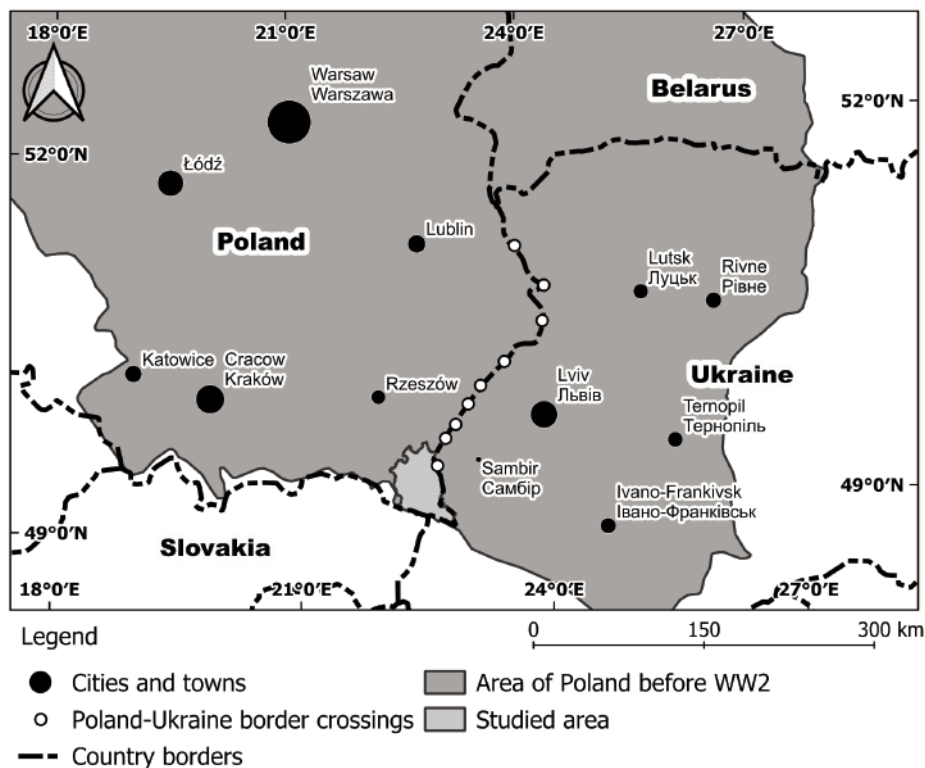 18°0′E 21°0′E 24°0′E 27°0′E
Warsaw
Warszawa
Belarus
52°0′N
52°0′N
Łódź
Lublin
Poland
Lutsk
Луцьк
Rivne
Рівне
Katowice
Cracow
Kraków
Rzeszów
Lviv
Львів
Ukraine
Ternopil
Тернопіль
Sambir
Самбір
49°0′N
Ivano-Frankivsk
Івано-Франківськ
49°0′N
Slovakia
18°0′E 21°0′E 24°0′E 27°0′E
Legend
0 150 300 km
Cities and towns
Area of Poland before WW2
Poland-Ukraine border crossings
Studied area
Country borders